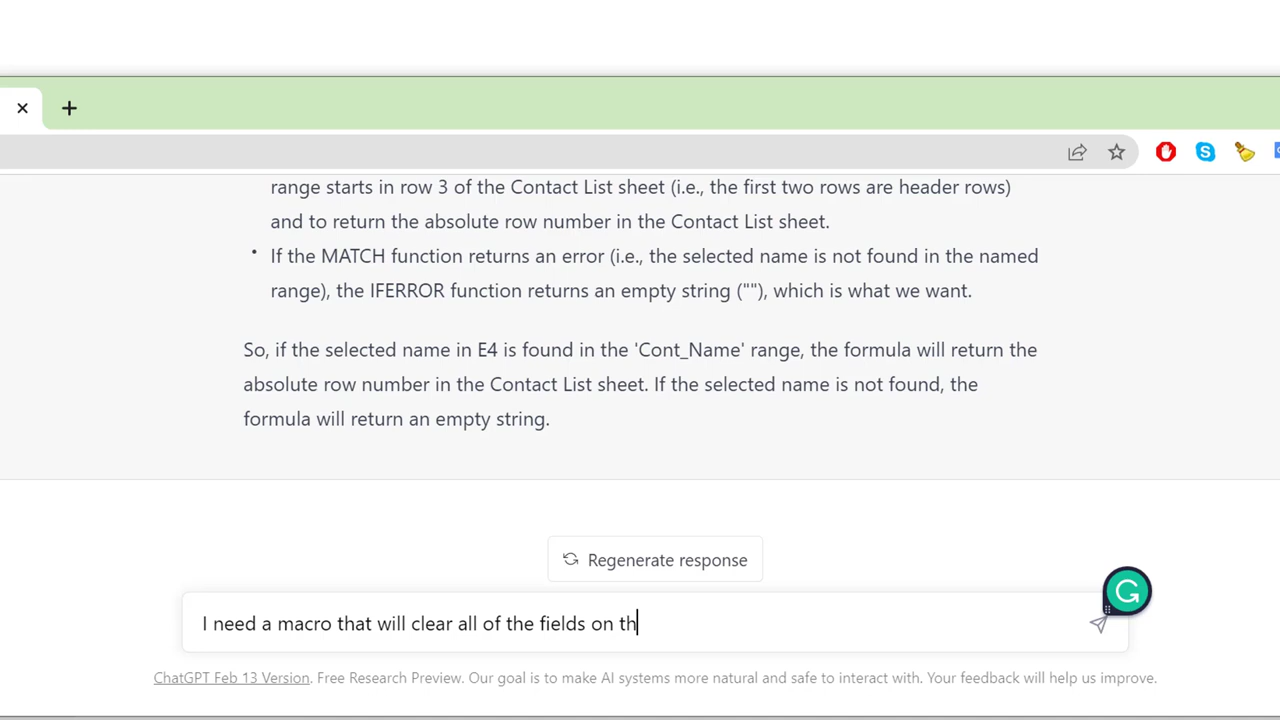 range starts in row 3 of the Contact List sheet (i.e., the first two rows are header rows)
and to return the absolute row number in the Contact List sheet.
• If the MATCH function returns an error (i.e., the selected name is not found in the named
range), the IFERROR function returns an empty string (""), which is what we want.
So, if the selected name in E4 is found in the 'Cont_Name' range, the formula will return the
absolute row number in the Contact List sheet. If the selected name is not found, the
formula will return an empty string.
Regenerate response
I need a macro that will clear all of the fields on th
ChatGPT Feb 13 Version. Free Research Preview. Our goal is to make AI systems more natural and safe to interact with. Your feedback will help us improve.